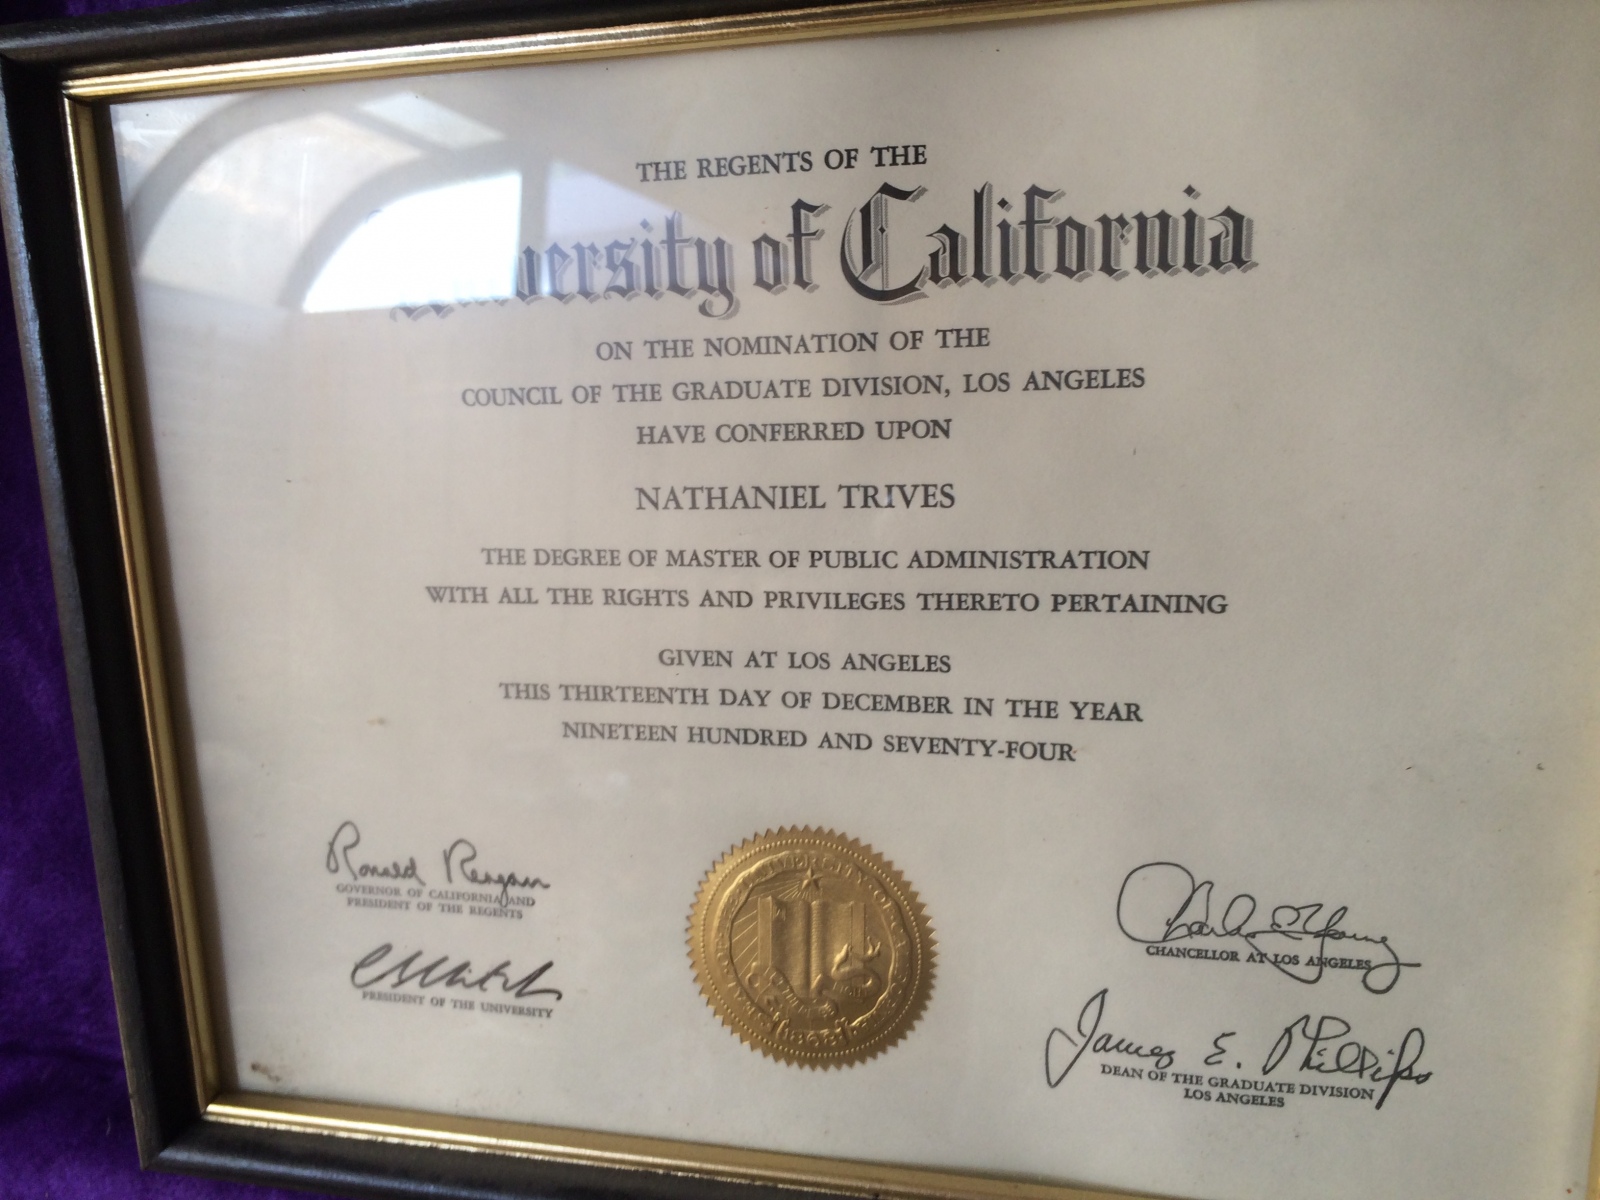 THE REGENTS OF THE
University of California
ON THE NOMINATION OF THE
COUNCIL OF THE GRADUATE DIVISION, LOS ANGELES
HAVE CONFERRED UPON
NATHANIEL TRIVES
THE DEGREE OF MASTER OF PUBLIC ADMINISTRATION
WITH ALL THE RIGHTS AND PRIVILEGES THERETO PERTAINING
GIVEN AT LOS ANGELES
THIS THIRTEENTH DAY OF DECEMBER IN THE YEAR
NINETEEN HUNDRED AND SEVENTY-FOUR
Ronald Reagan
GOVERNOR OF CALIFORNIA AND
PRESIDENT OF THE REGENTS
PRESIDENT OF THE UNIVERSITY
1868
Charles E Young
CHANCELLOR AT LOS ANGELES
James E. Phillips
DEAN OF THE GRADUATE DIVISION
LOS ANGELES